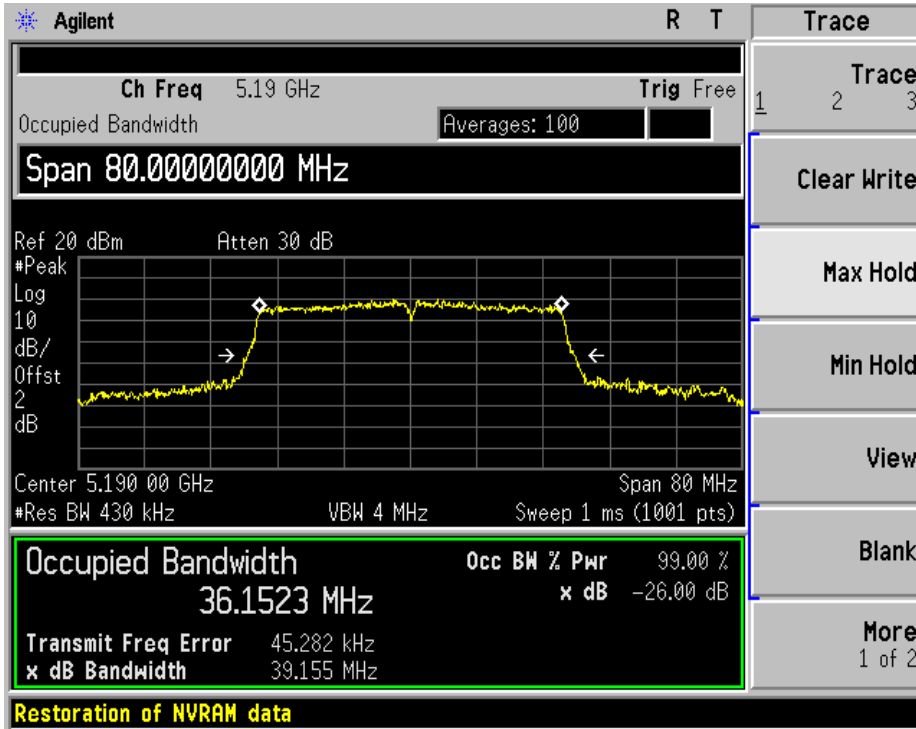 Agilent R T Trace
Ch Freq 5.19 GHz Trig Free
Occupied Bandwidth Averages: 100
Span 80.00000000 MHz
Ref 20 dBm Atten 30 dB
#Peak
Log
10
dB/
Offst
2
dB
Center 5.190 00 GHz Span 80 MHz
#Res BW 430 kHz VBW 4 MHz Sweep 1 ms (1001 pts)
Occupied Bandwidth Occ BW % Pwr 99.00 %
36.1523 MHz x dB -26.00 dB
Transmit Freq Error 45.282 kHz
x dB Bandwidth 39.155 MHz
Restoration of NVRAM data
Trace
1 2 3
Clear Write
Max Hold
Min Hold
View
Blank
More
1 of 2